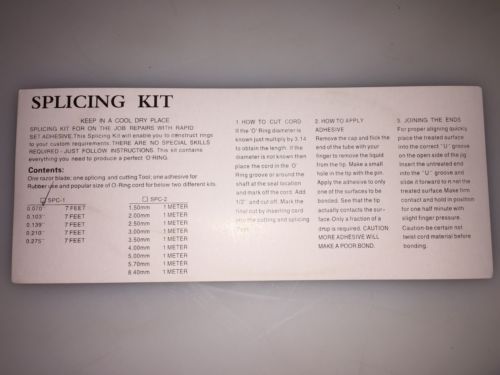 SPLICING KIT
KEEP IN A COOL DRY PLACE
SPLICING KIT FOR ON THE JOB REPAIRS WITH RAPID
SET ADHESIVE. This Splicing Kit will enable you to construct rings
to your custom requirements. THERE ARE NO SPECIAL SKILLS
REQUIRED - JUST FOLLOW INSTRUCTIONS. This kit contains
everything you need to produce a perfect 'O' RING.
Contents:
One razor blade; one splicing and cutting Tool; one adhesive for
Rubber use and popular size of O-Ring cord for below two different kits.
SPC-1
0.070" 7 FEET
0.103" 7 FEET
0.139" 7 FEET
0.210" 7 FEET
0.275" 7 FEET
SPC-2
1.50mm 1 METER
2.00mm 1 METER
2.50mm 1 METER
3.00mm 1 METER
3.50mm 1 METER
4.00mm 1 METER
5.00mm 1 METER
5.70mm 1 METER
8.40mm 1 METER
1. HOW TO CUT CORD
If the 'O' Ring diameter is
known just multiply by 3.14
to obtain the length. If the
diameter is not known then
place the cord in the 'O'
Ring groove or around the
shaft at the seal location
and mark off the cord. Add
1/2" and cut off. Mark the
final cut by inserting cord
into the cutting and splicing
2. HOW TO APPLY
ADHESIVE
Remove the cap and flick the
end of the tube with your
finger to remove the liquid
from the tip. Make a small
hole in the tip with the pin.
Apply the adhesive to only
one of the surfaces to be
bonded. See that the tip
actually contacts the sur-
face. Only a fraction of a
drop is required. CAUTION
MORE ADHESIVE WILL
MAKE A POOR BOND.
3. JOINING THE ENDS
For proper aligning quickly
place the treated surface
into the correct "U" groove
on the open side of the jig.
Insert the untreated end
into the "U" groove and
slide it forward to met the
treated surface. Make firm
contact and hold in position
for one half minute with
slight finger pressure.
Caution-be certain not
twist cord material before
bonding.